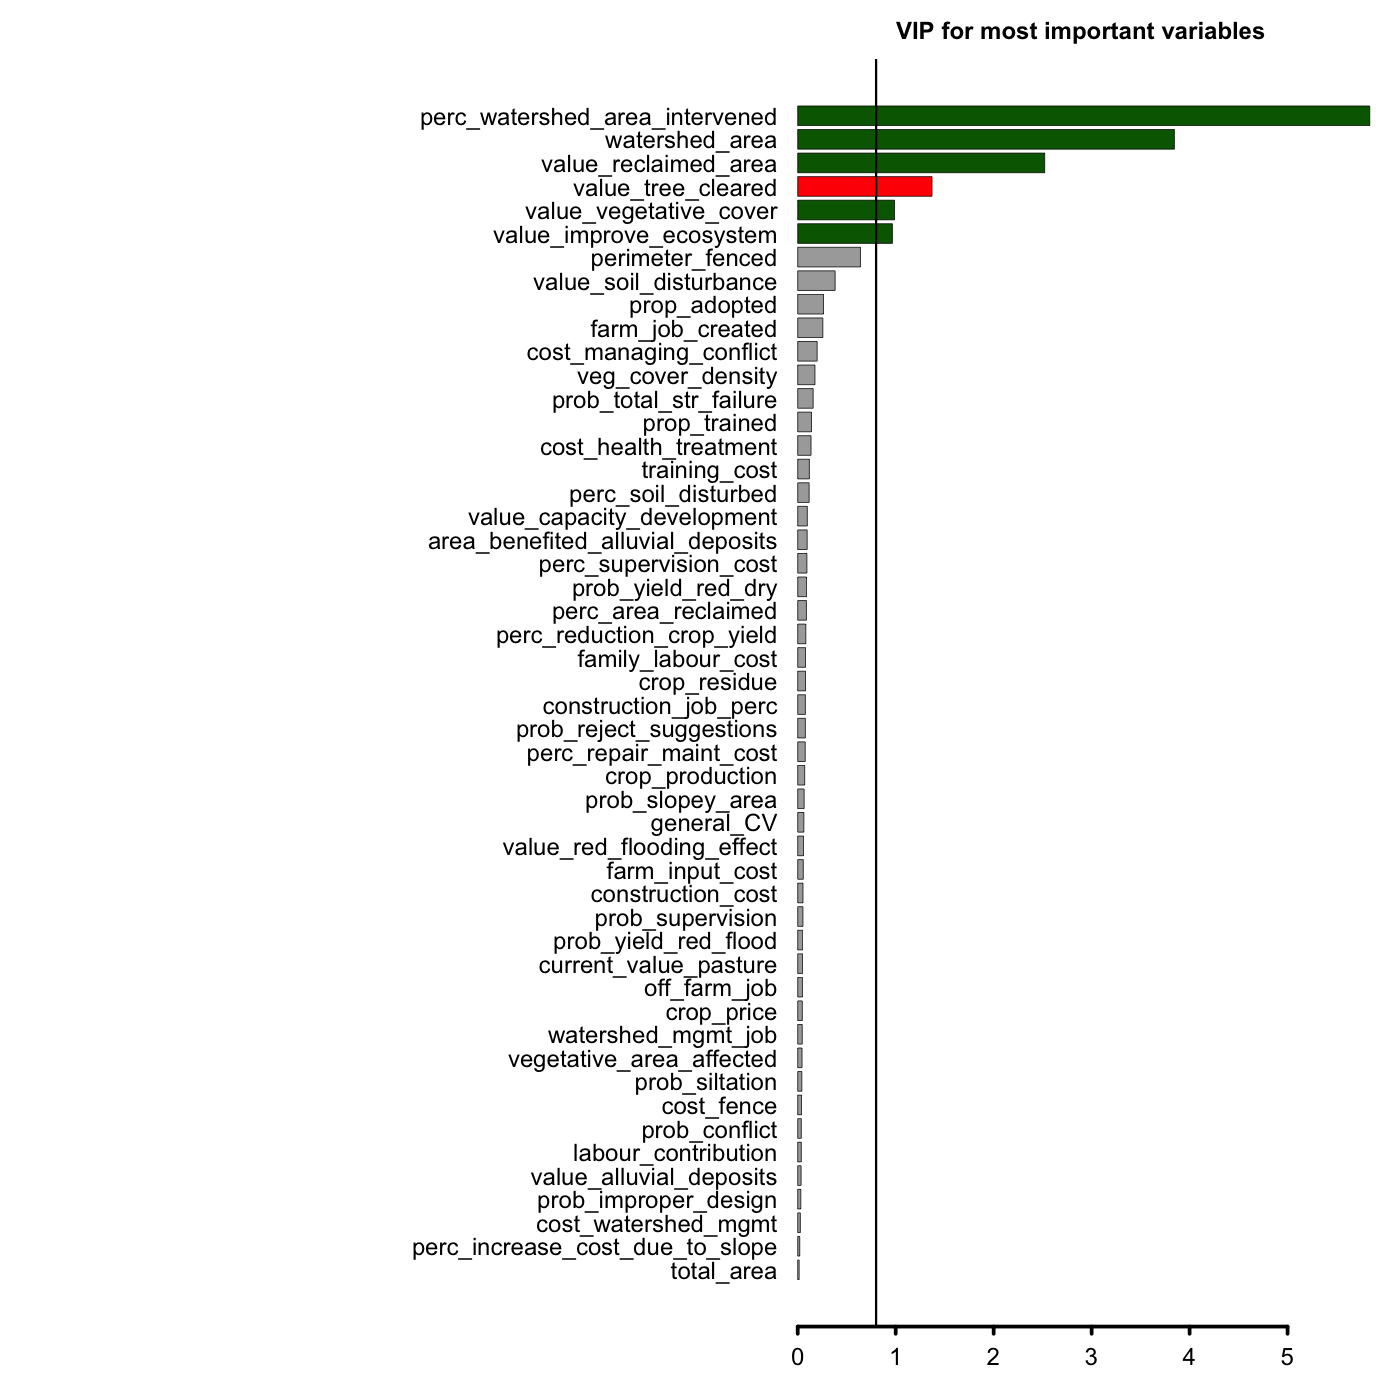 VIP for most important variables
perc_watershed_area_intervened
watershed_area
value_reclaimed_area
value_tree_cleared
value_vegetative_cover
value_improve_ecosystem
perimeter_fenced
value_soil_disturbance
prop_adopted
farm_job_created
cost_managing_conflict
veg_cover_density
prob_total_str_failure
prop_trained
cost_health_treatment
training_cost
perc_soil_disturbed
value_capacity_development
area_benefited_alluvial_deposits
perc_supervision_cost
prob_yield_red_dry
perc_area_reclaimed
perc_reduction_crop_yield
family_labour_cost
crop_residue
construction_job_perc
prob_reject_suggestions
perc_repair_maint_cost
crop_production
prob_slopey_area
general_CV
value_red_flooding_effect
farm_input_cost
construction_cost
prob_supervision
prob_yield_red_flood
current_value_pasture
off_farm_job
crop_price
watershed_mgmt_job
vegetative_area_affected
prob_siltation
cost_fence
prob_conflict
labour_contribution
value_alluvial_deposits
prob_improper_design
cost_watershed_mgmt
perc_increase_cost_due_to_slope
total_area
0 1 2 3 4 5